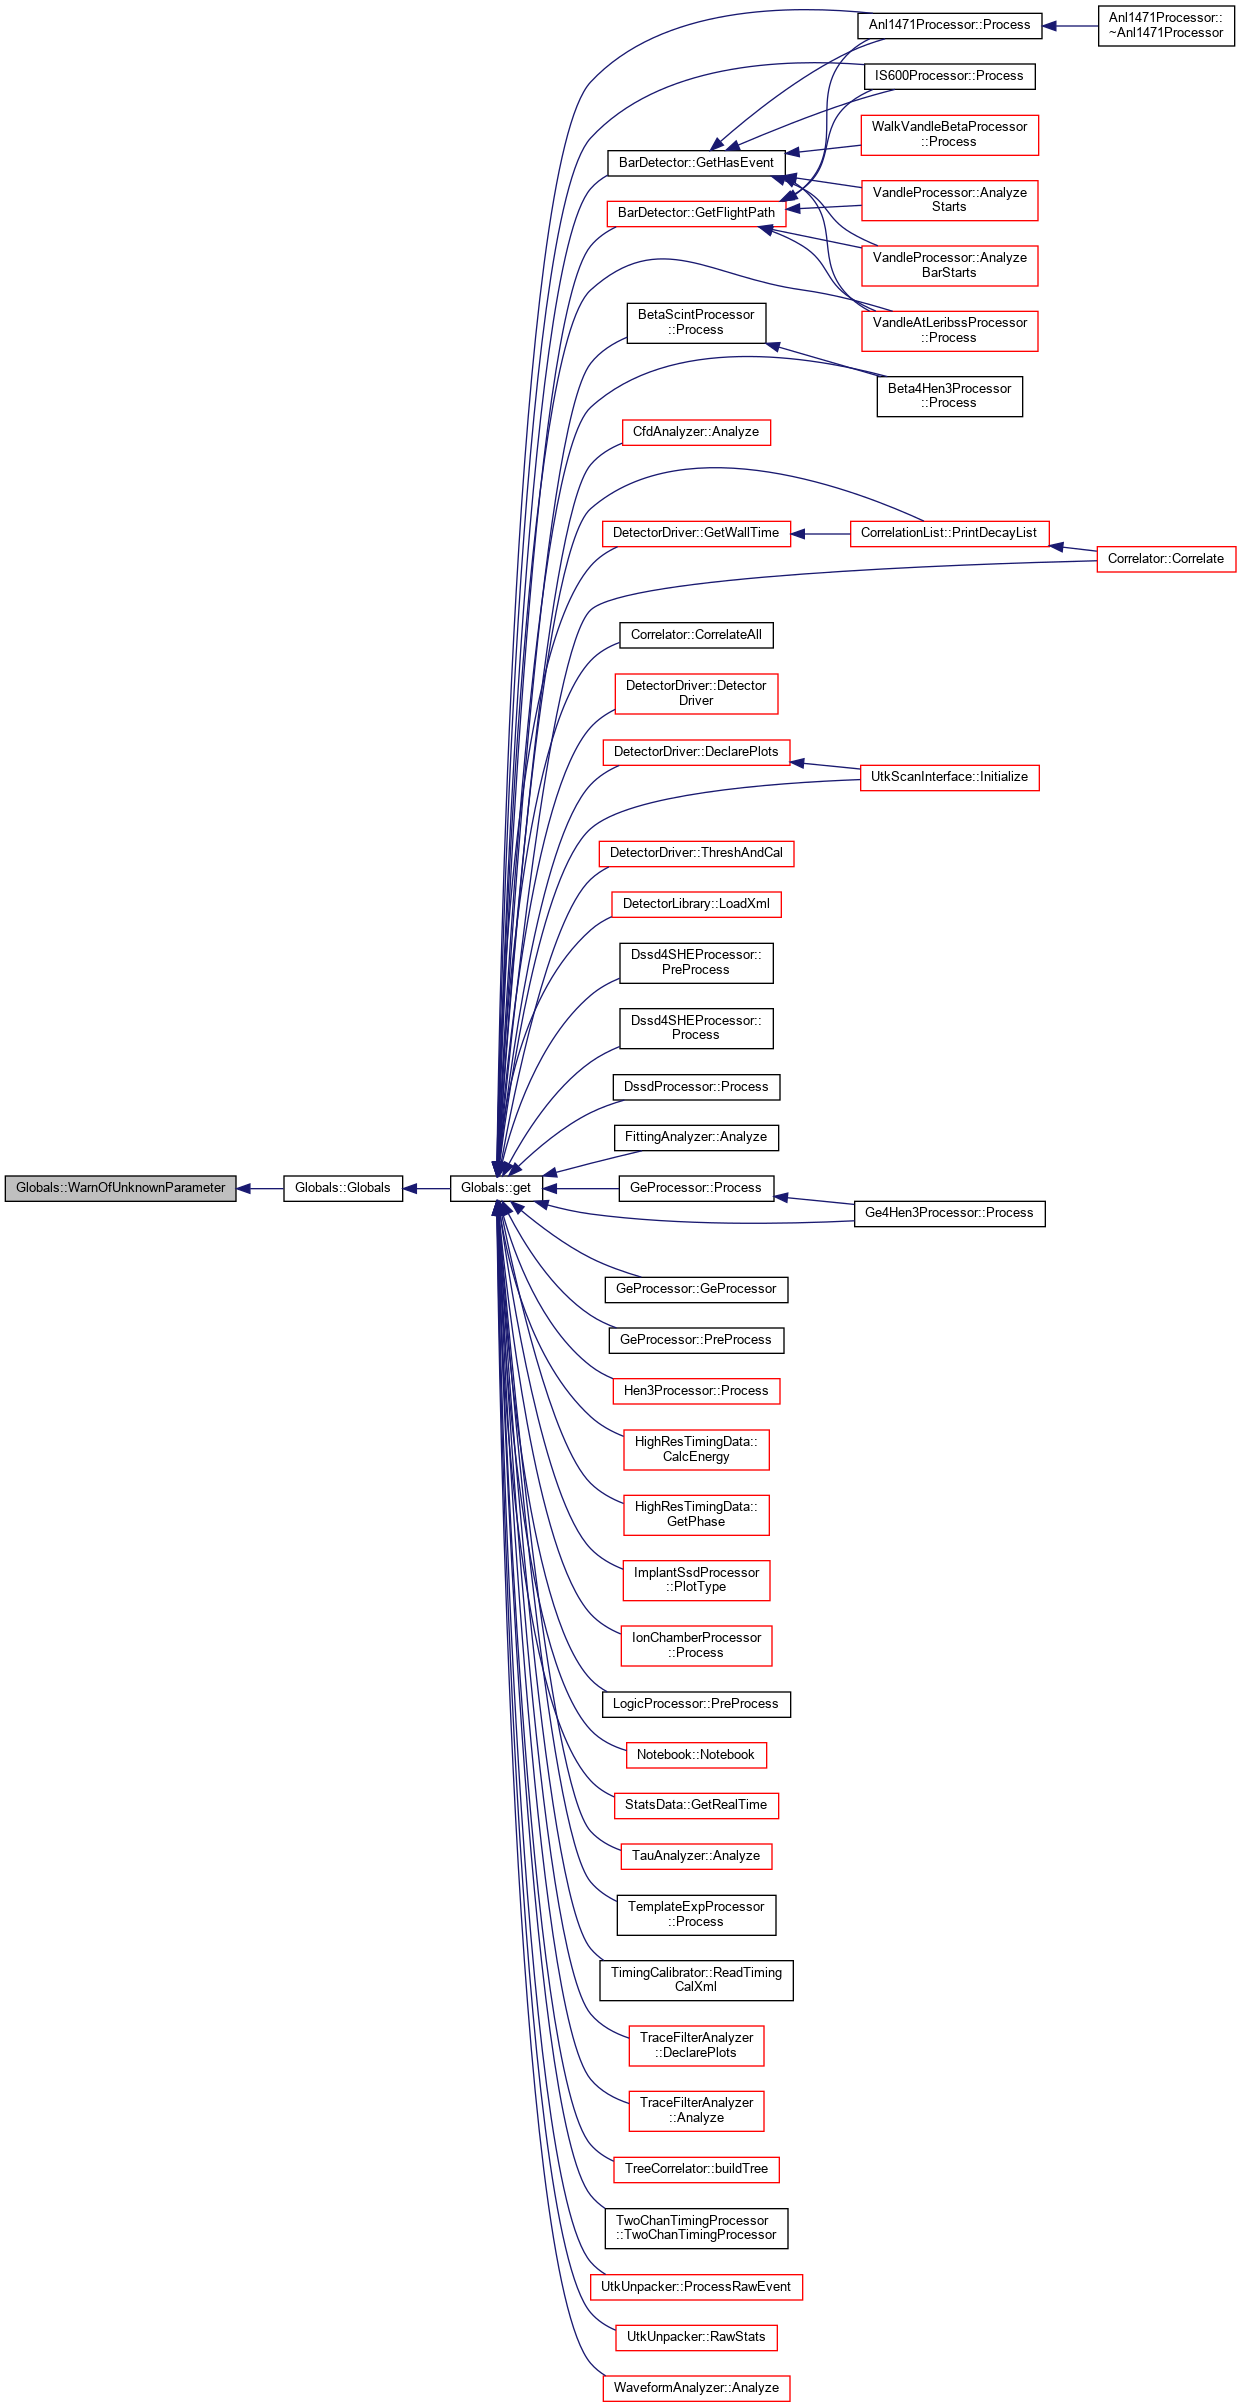 Anl1471Processor::Process
Anl1471Processor::
~Anl1471Processor
IS600Processor::Process
WalkVandleBetaProcessor
::Process
BarDetector::GetHasEvent
VandleProcessor::Analyze
Starts
BarDetector::GetFlightPath
VandleProcessor::Analyze
BarStarts
BetaScintProcessor
::Process
VandleAtLeribssProcessor
::Process
Beta4Hen3Processor
::Process
CfdAnalyzer::Analyze
DetectorDriver::GetWallTime
CorrelationList::PrintDecayList
Correlator::Correlate
Correlator::CorrelateAll
DetectorDriver::Detector
Driver
DetectorDriver::DeclarePlots
UtkScanInterface::Initialize
DetectorDriver::ThreshAndCal
DetectorLibrary::LoadXml
Dssd4SHEProcessor::
PreProcess
Dssd4SHEProcessor::
Process
DssdProcessor::Process
FittingAnalyzer::Analyze
Globals::WarnOfUnknownParameter
Globals::Globals
Globals::get
GeProcessor::Process
Ge4Hen3Processor::Process
GeProcessor::GeProcessor
GeProcessor::PreProcess
Hen3Processor::Process
HighResTimingData::
CalcEnergy
HighResTimingData::
GetPhase
ImplantSsdProcessor
::PlotType
IonChamberProcessor
::Process
LogicProcessor::PreProcess
Notebook::Notebook
StatsData::GetRealTime
TauAnalyzer::Analyze
TemplateExpProcessor
::Process
TimingCalibrator::ReadTiming
CalXml
TraceFilterAnalyzer
::DeclarePlots
TraceFilterAnalyzer
::Analyze
TreeCorrelator::buildTree
TwoChanTimingProcessor
::TwoChanTimingProcessor
UtkUnpacker::ProcessRawEvent
UtkUnpacker::RawStats
WaveformAnalyzer::Analyze